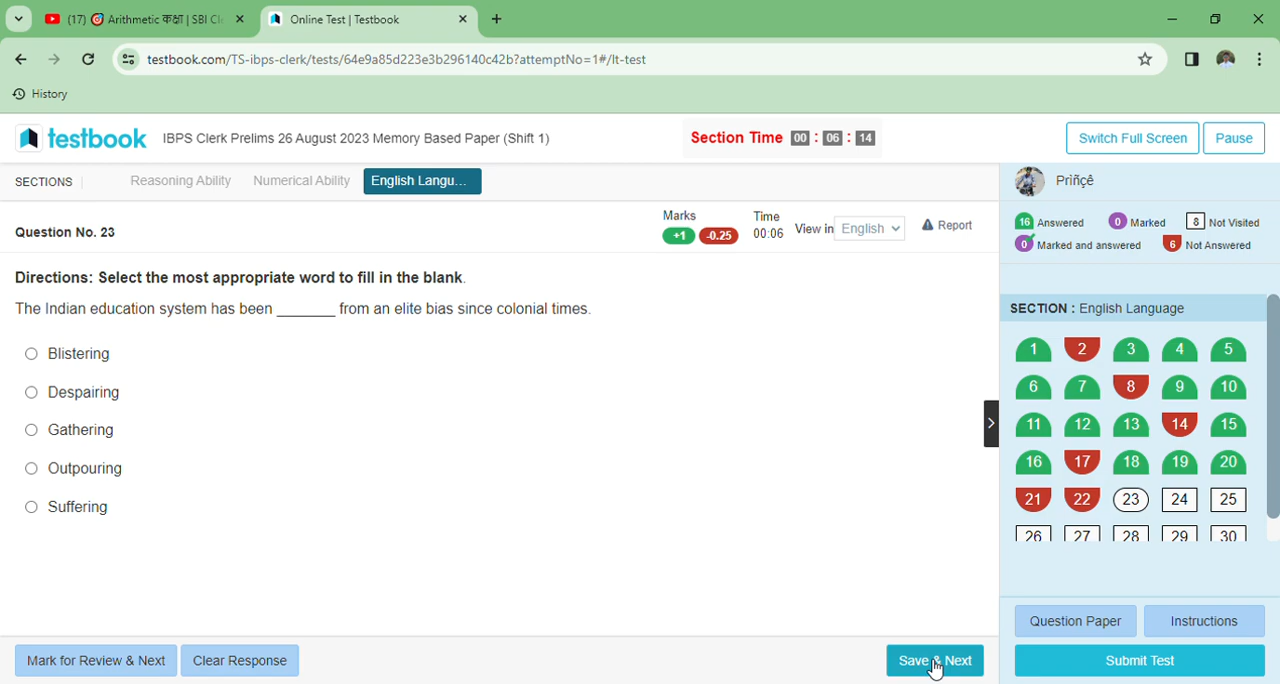 (17) 🎯 Arithmetic कक्षा | SBI Cl
Online Test | Testbook
testbook.com/TS-ibps-clerk/tests/64e9a85d223e3b296140c42b?attemptNo=1#/lt-test
History
testbook
IBPS Clerk Prelims 26 August 2023 Memory Based Paper (Shift 1)
Section Time 00 : 06 : 14
Switch Full Screen
Pause
SECTIONS
Reasoning Ability
Numerical Ability
English Langu...
Prïñçê
Question No. 23
Marks
+1 -0.25
Time
00:06
View in English
Report
16 Answered
0 Marked
8 Not Visited
0 Marked and answered
6 Not Answered
Directions: Select the most appropriate word to fill in the blank.
The Indian education system has been _______ from an elite bias since colonial times.
Blistering
Despairing
Gathering
Outpouring
Suffering
SECTION : English Language
1 2 3 4 5
6 7 8 9 10
11 12 13 14 15
16 17 18 19 20
21 22 23 24 25
26 27 28 29 30
Question Paper
Instructions
Mark for Review & Next
Clear Response
Save & Next
Submit Test